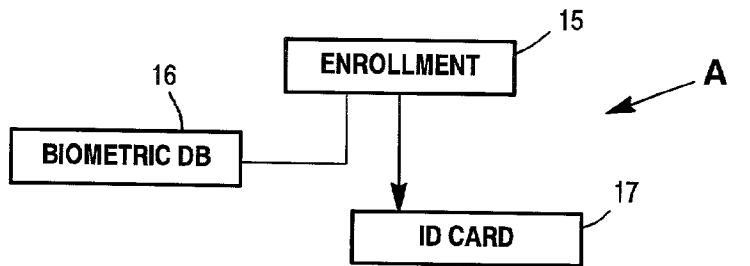 15
ENROLLMENT
A
16
BIOMETRIC DB
17
ID CARD